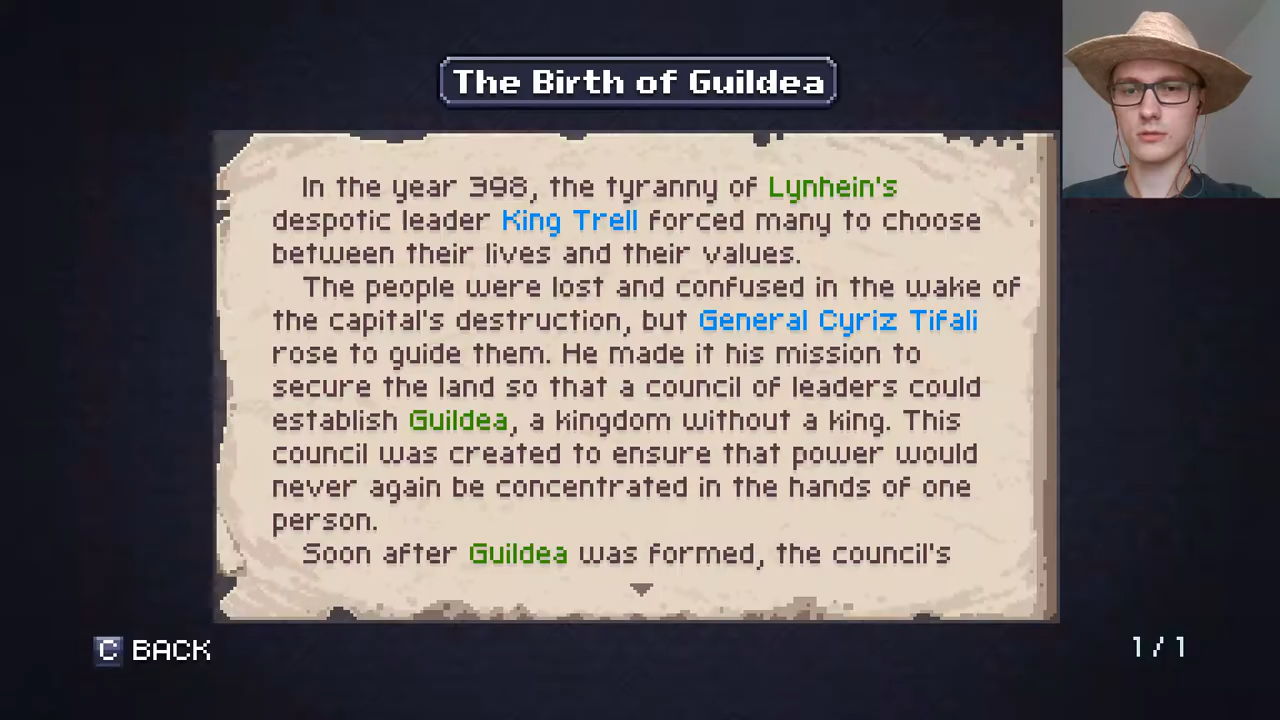 The Birth of Guildea
In the year 398, the tyranny of Lynhein's
despotic leader King Trell forced many to choose
between their lives and their values.
The people were lost and confused in the wake of
the capital's destruction, but General Cyriz Tifali
rose to guide them. He made it his mission to
secure the land so that a council of leaders could
establish Guildea, a kingdom without a king. This
council was created to ensure that power would
never again be concentrated in the hands of one
person.
Soon after Guildea was formed, the council's
C BACK
1 / 1